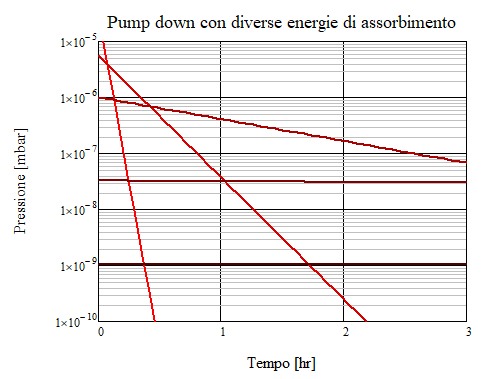 Pump down con diverse energie di assorbimento
1×10⁻⁵
1×10⁻⁶
1×10⁻⁷
1×10⁻⁸
1×10⁻⁹
1×10⁻¹⁰
Pressione [mbar]
0 1 2 3
Tempo [hr]